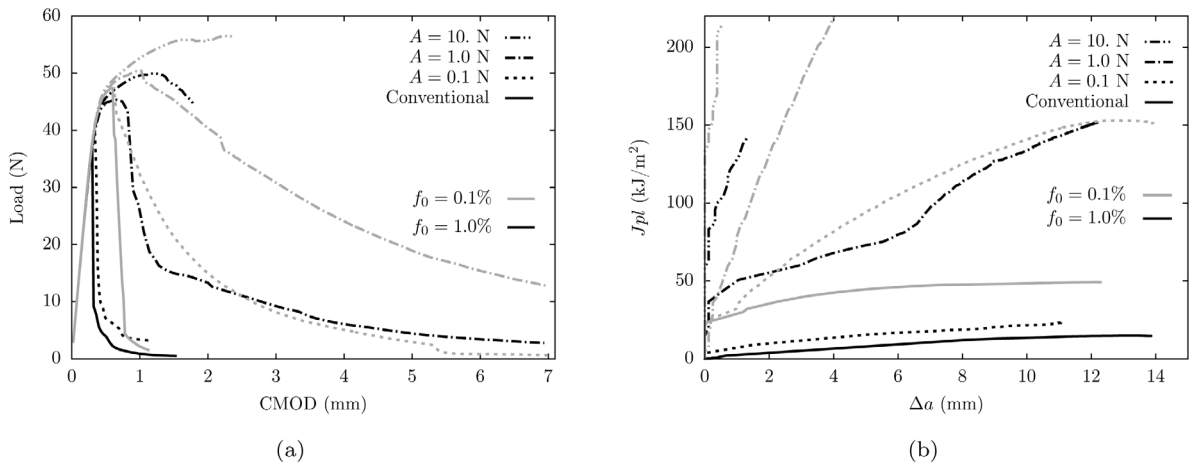 60
50
40
30
20
10
0
0 1 2 3 4 5 6 7
Load (N)
CMOD (mm)
A = 10. N
A = 1.0 N
A = 0.1 N
Conventional
f₀ = 0.1%
f₀ = 1.0%
(a)
200
150
100
50
0
0 2 4 6 8 10 12 14
Jpl (kJ/m²)
Δa (mm)
A = 10. N
A = 1.0 N
A = 0.1 N
Conventional
f₀ = 0.1%
f₀ = 1.0%
(b)